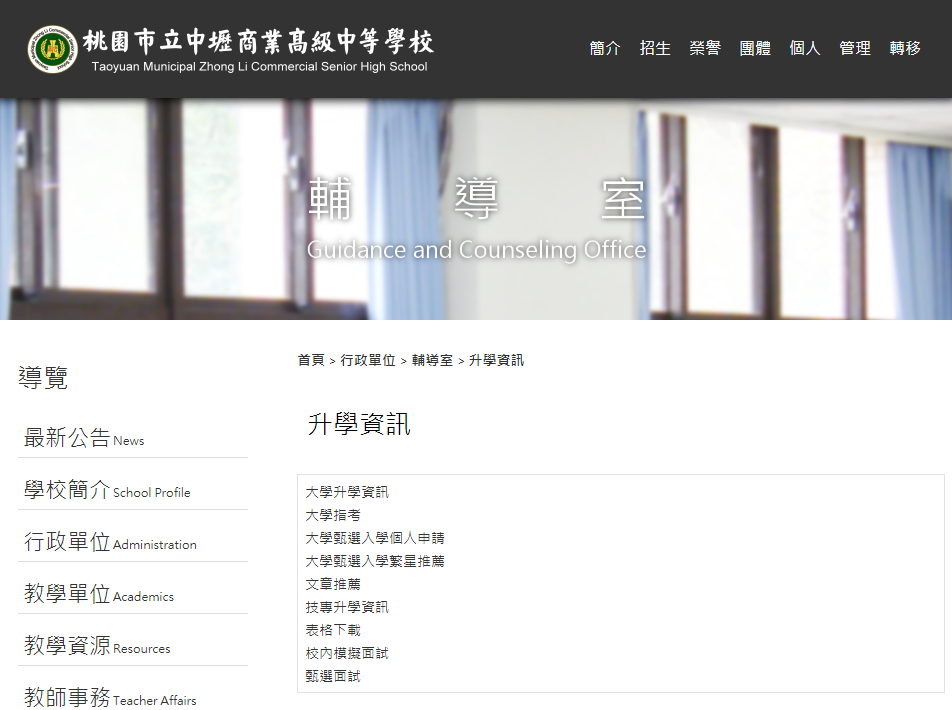 桃園市立中壢商業高級中等學校
Taoyuan Municipal Zhong Li Commercial Senior High School
簡介 招生 榮譽 團體 個人 管理 轉移
輔導室
Guidance and Counseling Office
首頁 > 行政單位 > 輔導室 > 升學資訊
導覽
最新公告 News
學校簡介 School Profile
行政單位 Administration
教學單位 Academics
教學資源 Resources
教師事務 Teacher Affairs
升學資訊
大學升學資訊
大學指考
大學甄選入學個人申請
大學甄選入學繁星推薦
文章推薦
技專升學資訊
表格下載
校內模擬面試
甄選面試